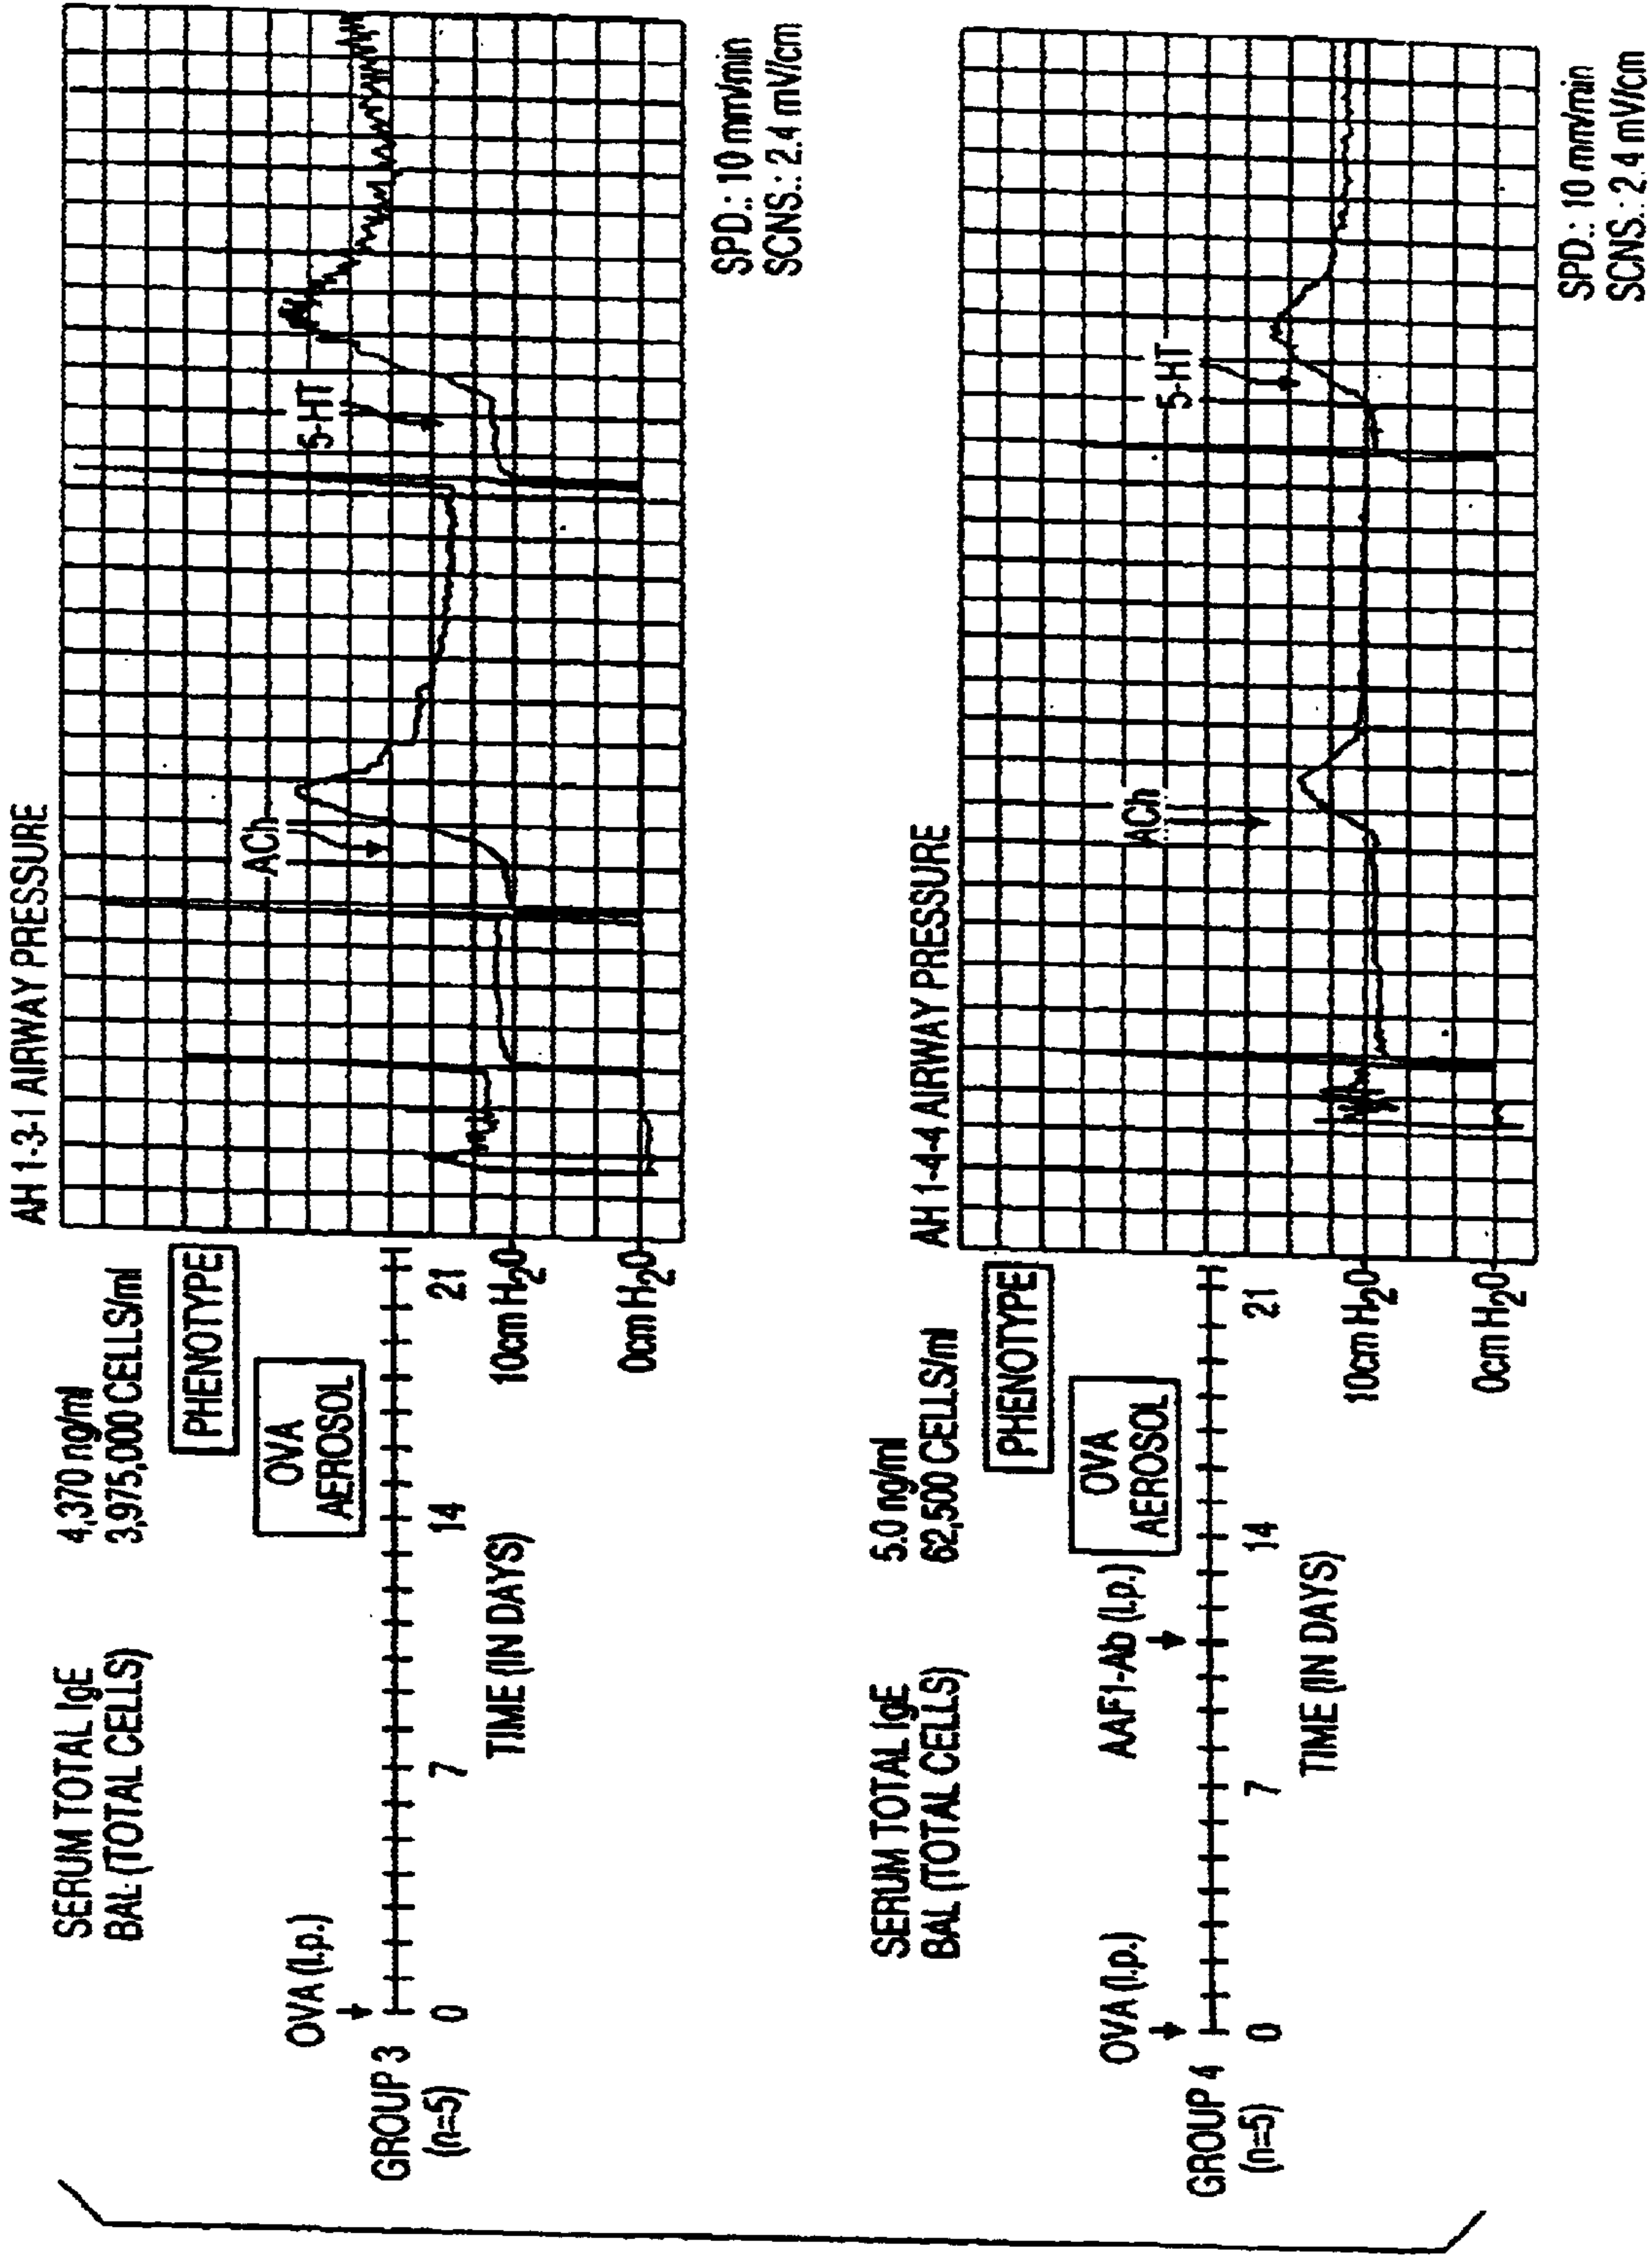 SERUM TOTAL IgE 4,370 ng/ml
BAL (TOTAL CELLS) 3,975,000 CELLS/ml
PHENOTYPE
OVA (I.p.)
OVA
AEROSOL
GROUP 3
(n=5)
0 7 14 21
TIME (IN DAYS)
AH 1-3-1 AIRWAY PRESSURE
ACh
5-HT
10cm H2O
0cm H2O
SPD.: 10 mm/min
SCNS.: 2.4 mV/cm
SERUM TOTAL IgE 5.0 ng/ml
BAL (TOTAL CELLS) 62,500 CELLS/ml
PHENOTYPE
OVA (I.p.)
AAF1-Ab (I.p.)
OVA
AEROSOL
GROUP 4
(n=5)
0 7 14 21
TIME (IN DAYS)
AH 1-4-4 AIRWAY PRESSURE
ACh
5-HT
10cm H2O
0cm H2O
SPD.: 10 mm/min
SCNS.: 2.4 mV/cm